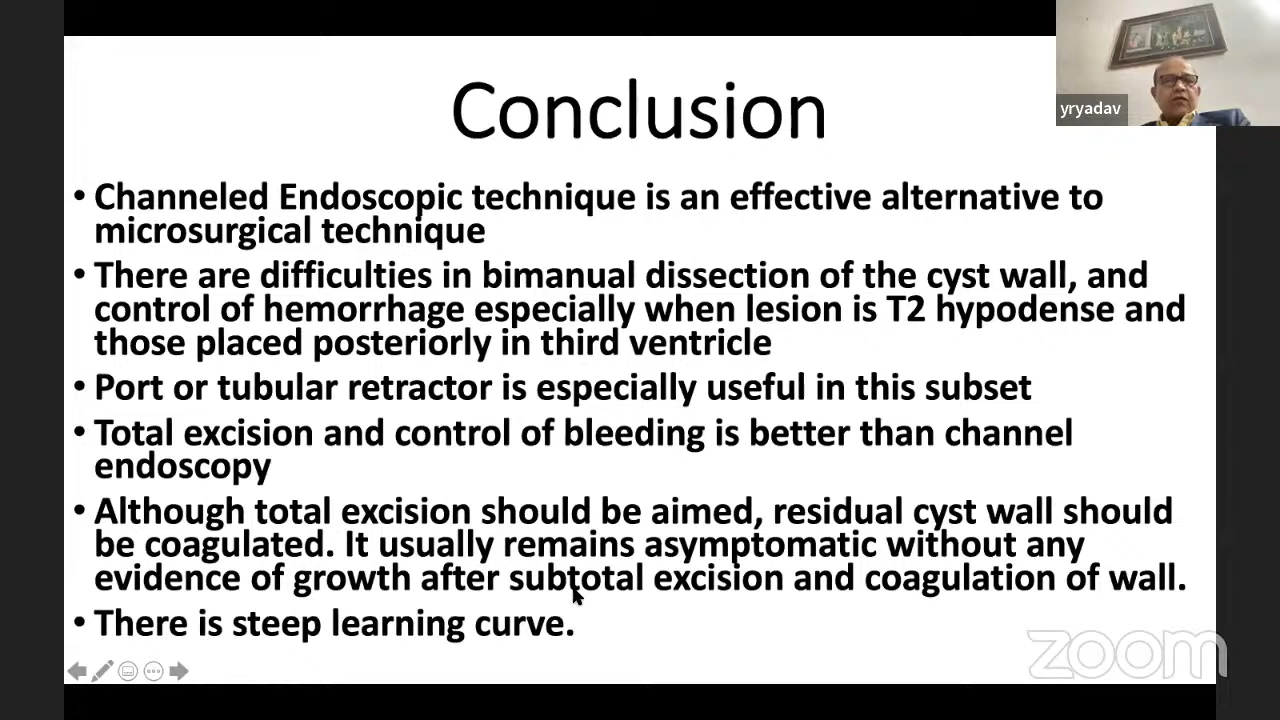 Conclusion
yryadav
• Channeled Endoscopic technique is an effective alternative to
microsurgical technique
• There are difficulties in bimanual dissection of the cyst wall, and
control of hemorrhage especially when lesion is T2 hypodense and
those placed posteriorly in third ventricle
• Port or tubular retractor is especially useful in this subset
• Total excision and control of bleeding is better than channel
endoscopy
• Although total excision should be aimed, residual cyst wall should
be coagulated. It usually remains asymptomatic without any
evidence of growth after subtotal excision and coagulation of wall.
• There is steep learning curve.
zoom